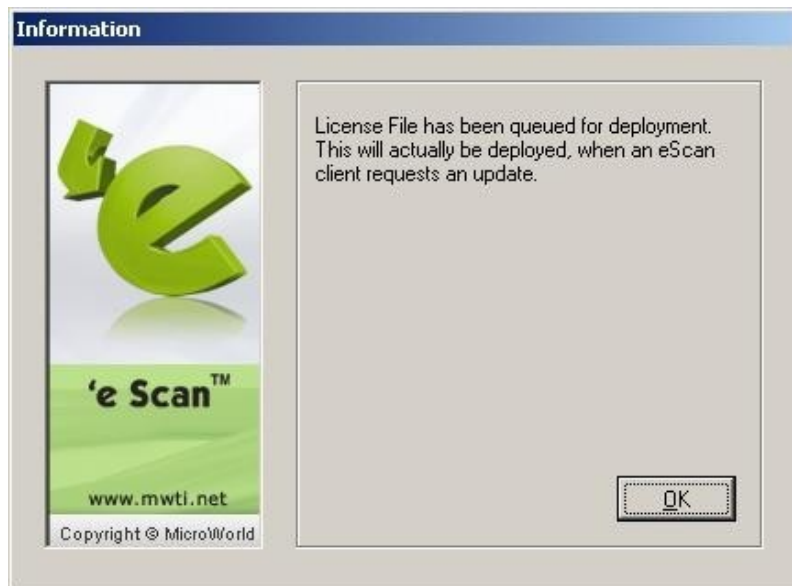 Information
License File has been queued for deployment.
This will actually be deployed, when an eScan
client requests an update.
‘e Scan™
www.mwti.net
Copyright © MicroWorld
OK